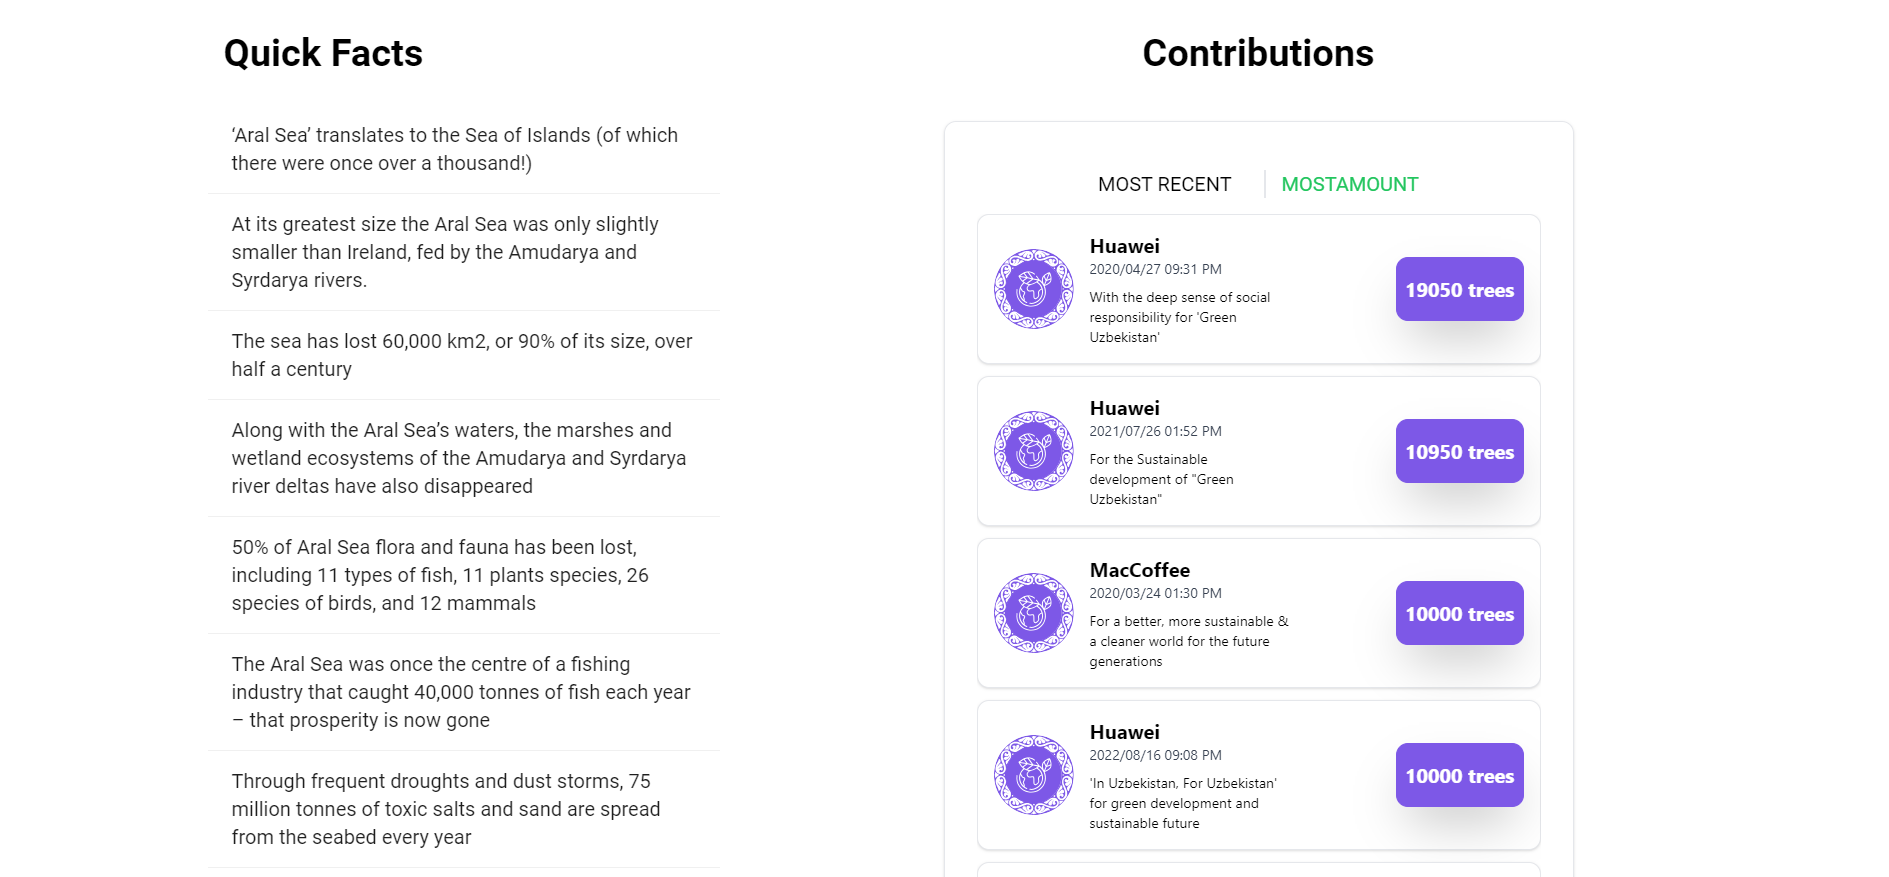 Quick Facts
‘Aral Sea’ translates to the Sea of Islands (of which
there were once over a thousand!)
At its greatest size the Aral Sea was only slightly
smaller than Ireland, fed by the Amudarya and
Syrdarya rivers.
The sea has lost 60,000 km2, or 90% of its size, over
half a century
Along with the Aral Sea’s waters, the marshes and
wetland ecosystems of the Amudarya and Syrdarya
river deltas have also disappeared
50% of Aral Sea flora and fauna has been lost,
including 11 types of fish, 11 plants species, 26
species of birds, and 12 mammals
The Aral Sea was once the centre of a fishing
industry that caught 40,000 tonnes of fish each year
– that prosperity is now gone
Through frequent droughts and dust storms, 75
million tonnes of toxic salts and sand are spread
from the seabed every year
Contributions
MOST RECENT
MOSTAMOUNT
Huawei
2020/04/27 09:31 PM
With the deep sense of social
responsibility for 'Green
Uzbekistan'
19050 trees
Huawei
2021/07/26 01:52 PM
For the Sustainable
development of "Green
Uzbekistan"
10950 trees
MacCoffee
2020/03/24 01:30 PM
For a better, more sustainable &
a cleaner world for the future
generations
10000 trees
Huawei
2022/08/16 09:08 PM
'In Uzbekistan, For Uzbekistan'
for green development and
sustainable future
10000 trees